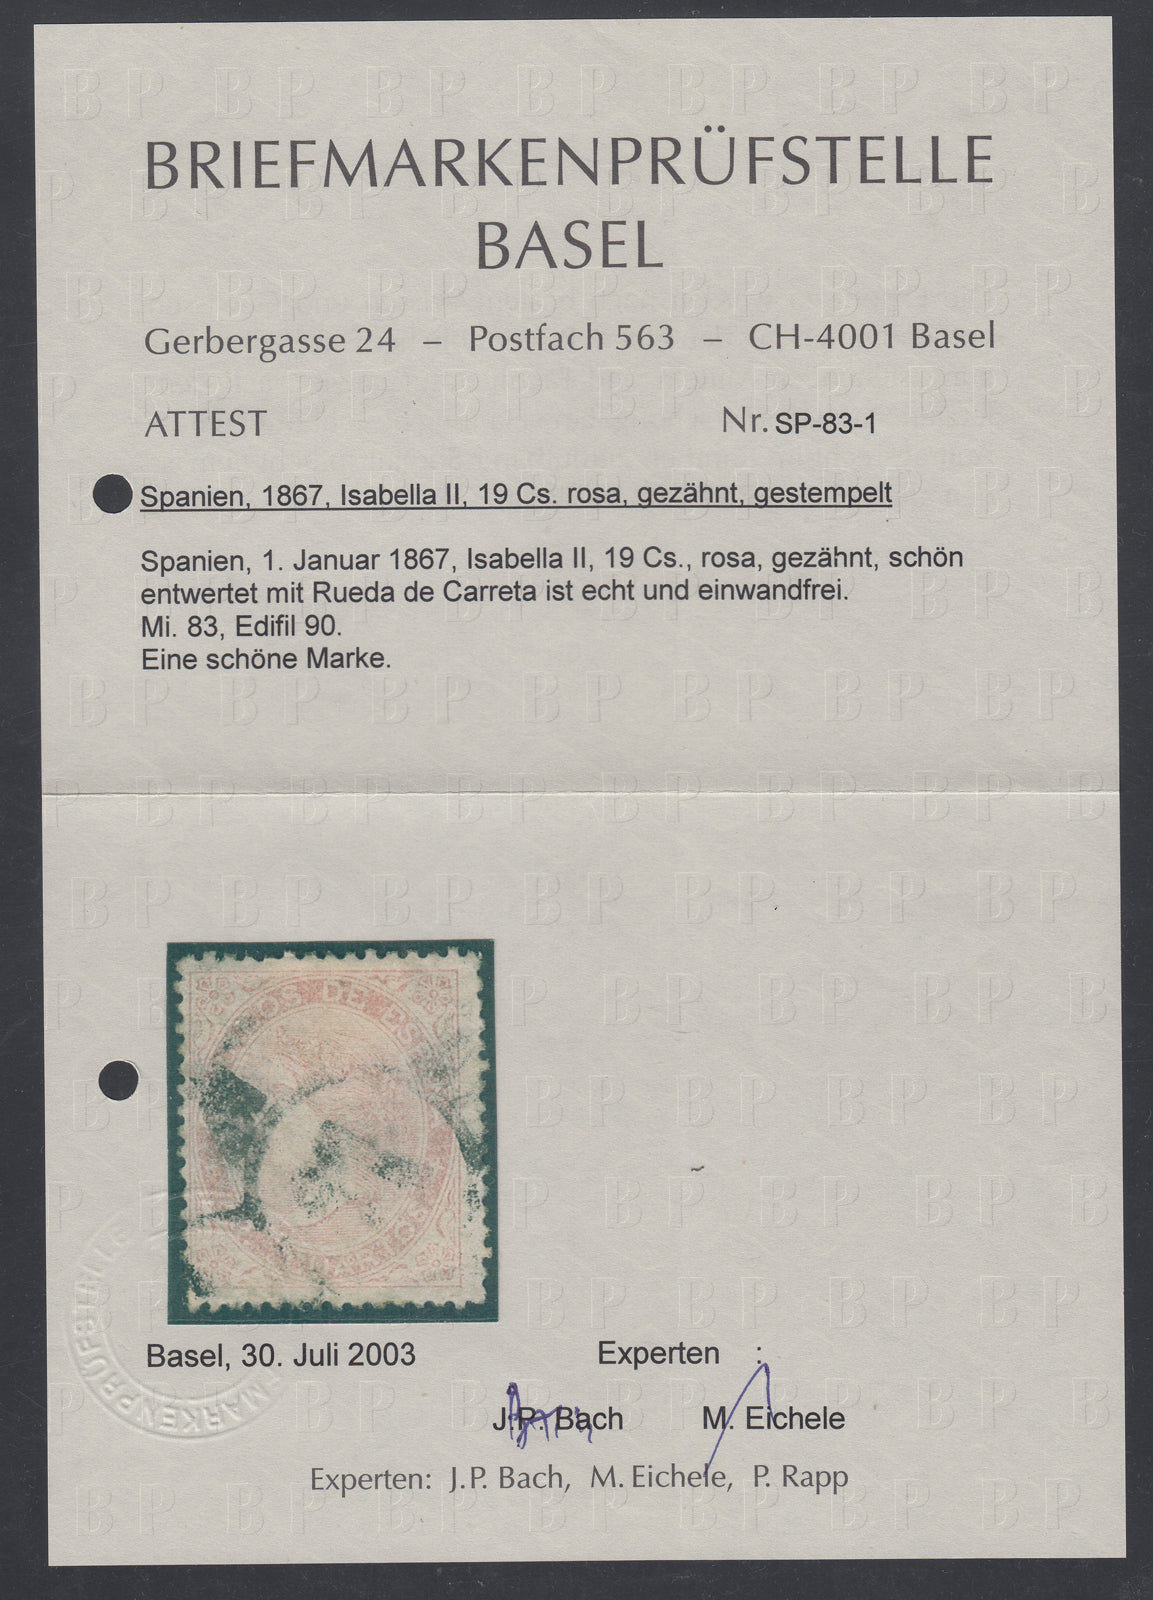 BRIEFMARKENPRÜFSTELLE
BASEL
Gerbergasse 24 – Postfach 563 – CH-4001 Basel
ATTEST Nr. SP-83-1
Spanien, 1867, Isabella II, 19 Cs. rosa, gezähnt, gestempelt
Spanien, 1. Januar 1867, Isabella II, 19 Cs., rosa, gezähnt, schön
entwertet mit Rueda de Carreta ist echt und einwandfrei.
Mi. 83, Edifil 90.
Eine schöne Marke.
OS DE ES
Basel, 30. Juli 2003 Experten :
J.P. Bach M. Eichele
Experten: J.P. Bach, M. Eichele, P. Rapp